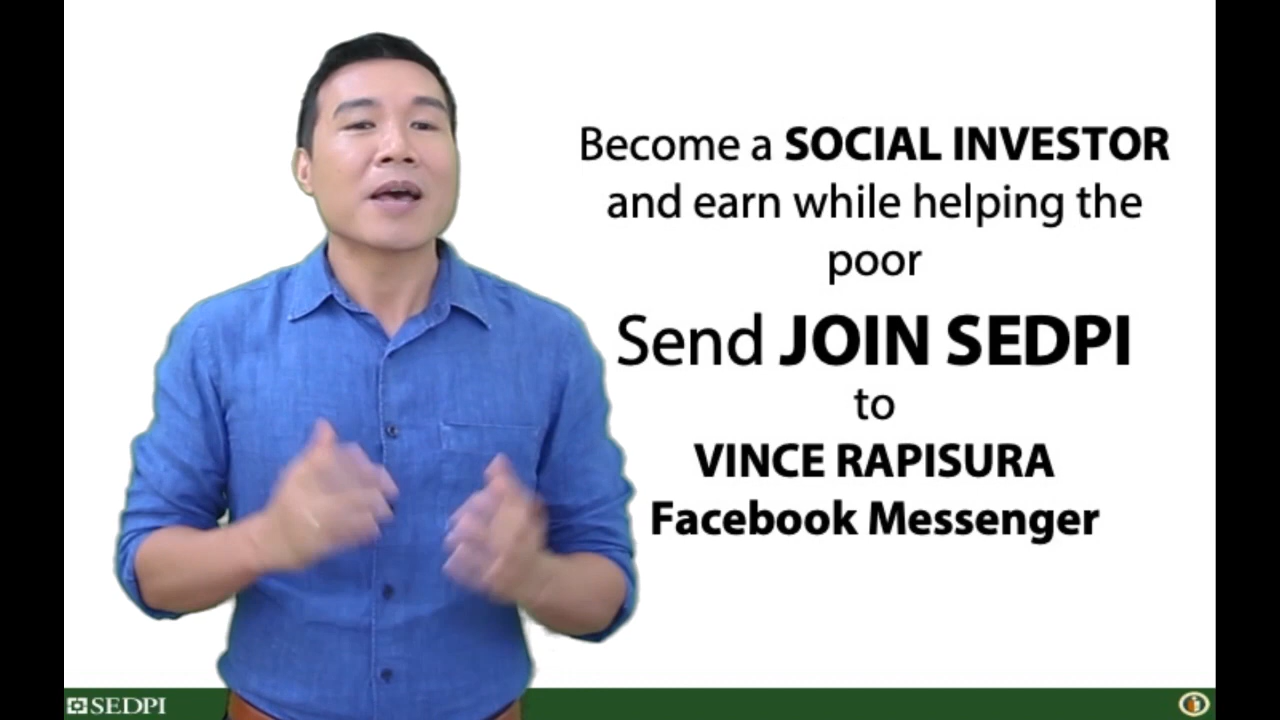 Become a SOCIAL INVESTOR
and earn while helping the
poor
Send JOIN SEDPI
to
VINCE RAPISURA
Facebook Messenger
SEDPI